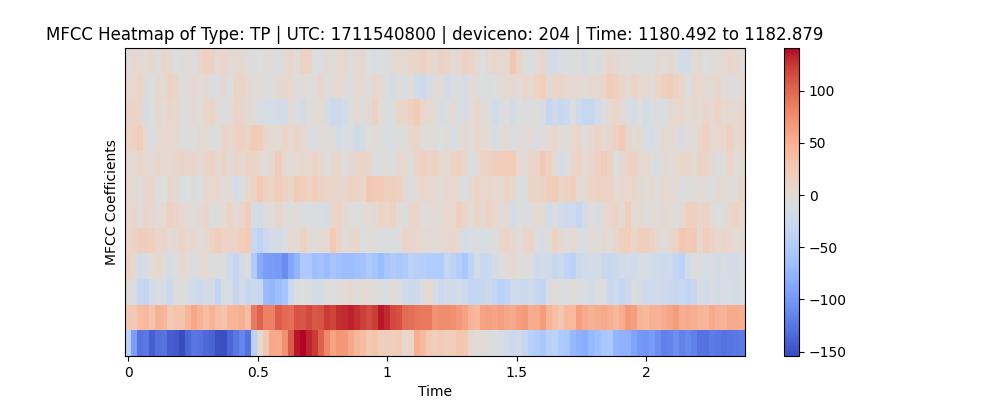 MFCC Heatmap of Type: TP | UTC: 1711540800 | deviceno: 204 | Time: 1180.492 to 1182.879
MFCC Coefficients
0 0.5 1 1.5 2
Time
100
50
0
−50
−100
−150